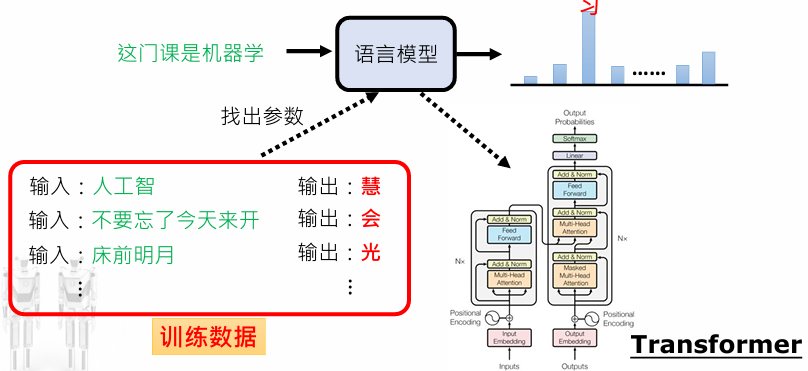 习
这门课是机器学
语言模型
······
找出参数
输入：人工智 输出：慧
输入：不要忘了今天来开 输出：会
输入：床前明月 输出：光
⋮ ⋮
训练数据
Output
Probabilities
Softmax
Linear
Add & Norm
Feed
Forward
Add & Norm
Multi-Head
Attention
Add & Norm
Masked
Multi-Head
Attention
N×
Add & Norm
Feed
Forward
N×
Add & Norm
Multi-Head
Attention
Positional
Encoding
Positional
Encoding
Input
Embedding
Output
Embedding
Inputs
Outputs
Transformer